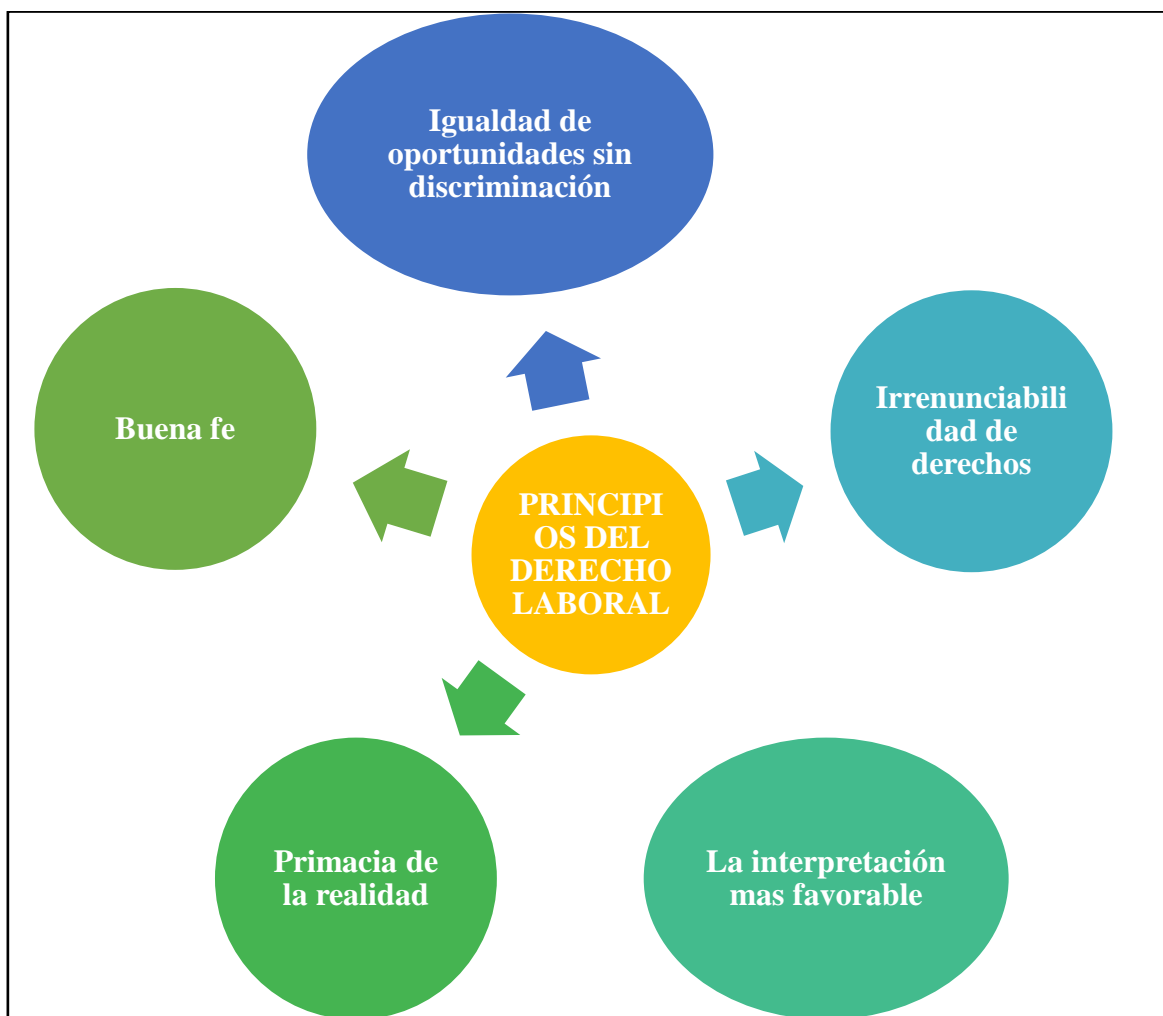 Igualdad de
oportunidades sin
discriminación
Buena fe
Irrenunciabili
dad de
derechos
PRINCIPI
OS DEL
DERECHO
LABORAL
Primacia de
la realidad
La interpretación
mas favorable